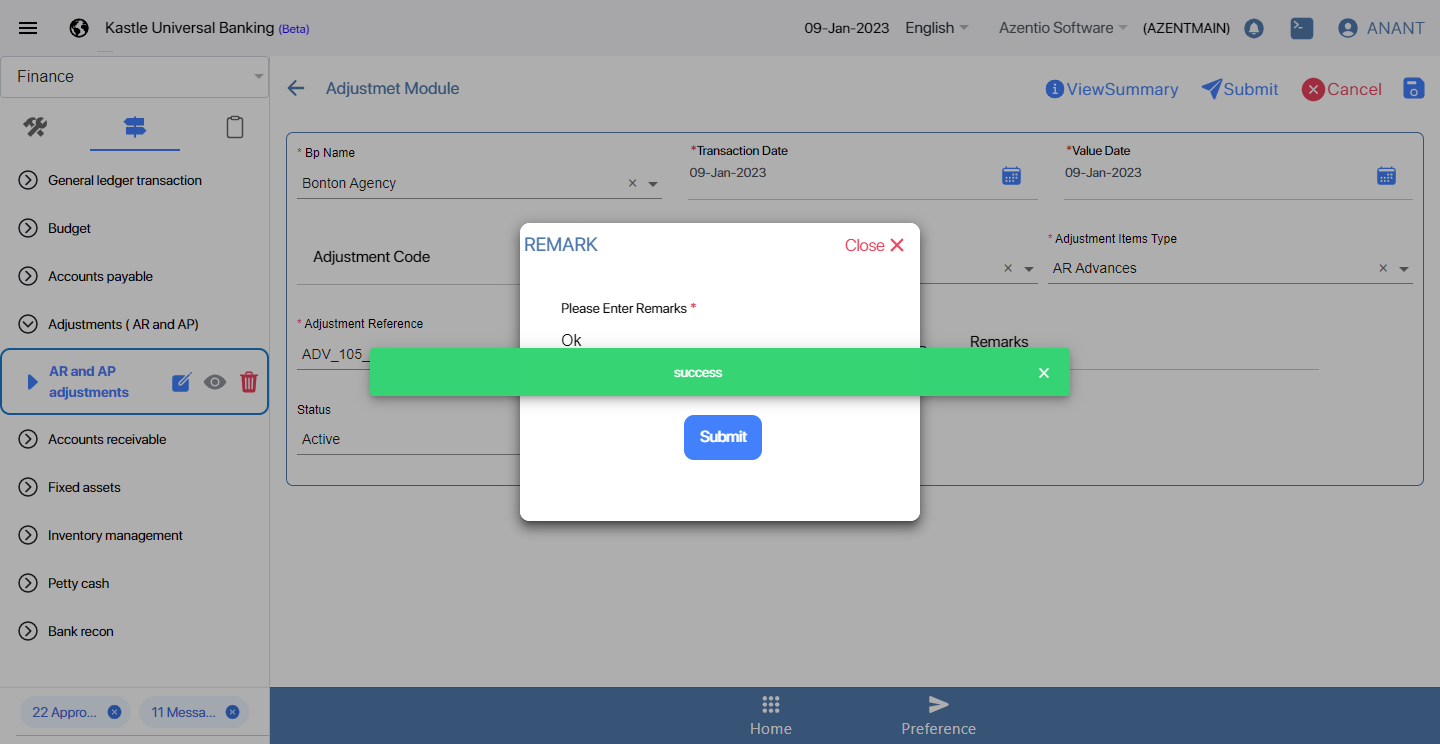 Kastle Universal Banking (Beta)
09-Jan-2023
English
Azentio Software
(AZENTMAIN)
ANANT
Finance
General ledger transaction
Budget
Accounts payable
Adjustments ( AR and AP)
AR and AP
adjustments
Accounts receivable
Fixed assets
Inventory management
Petty cash
Bank recon
22 Appro...
11 Messa...
Adjustmet Module
ViewSummary
Submit
Cancel
* Bp Name
Bonton Agency
*Transaction Date
09-Jan-2023
*Value Date
09-Jan-2023
Adjustment Code
* Adjustment Items Type
AR Advances
* Adjustment Reference
ADV_105_
Remarks
Status
Active
REMARK
Close
Please Enter Remarks *
Ok
success
Submit
Home
Preference